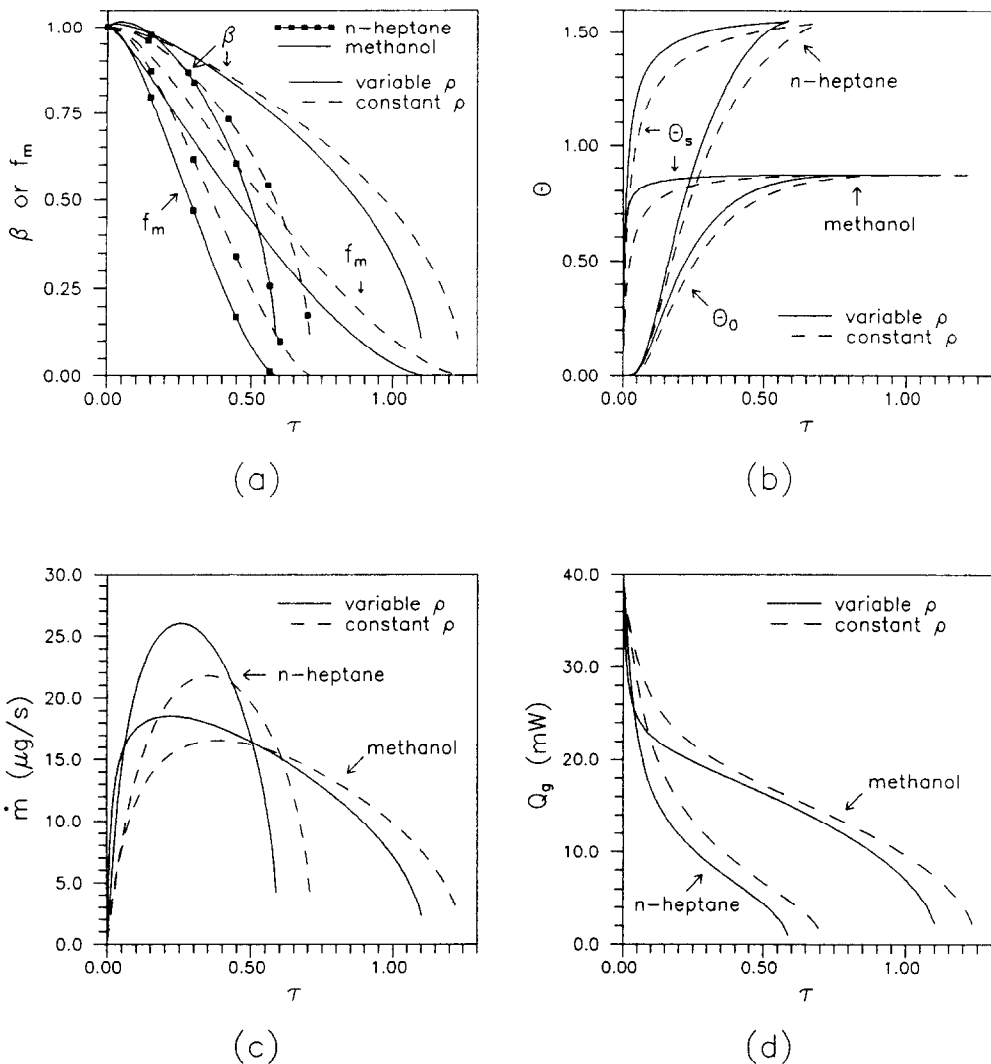 1.00
0.75
0.50
0.25
0.00
β or f_m
β
n-heptane
methanol
variable ρ
constant ρ
f_m
f_m
0.00 0.50 1.00
τ
(a)
1.50
1.00
0.50
0.00
Θ
n-heptane
Θ_s
methanol
Θ_0
variable ρ
constant ρ
0.00 0.50 1.00
τ
(b)
30.0
25.0
20.0
15.0
10.0
5.0
0.0
ṁ (μg/s)
variable ρ
constant ρ
n-heptane
methanol
0.00 0.50 1.00
τ
(c)
40.0
30.0
20.0
10.0
0.0
Q_g (mW)
variable ρ
constant ρ
methanol
n-heptane
0.00 0.50 1.00
τ
(d)